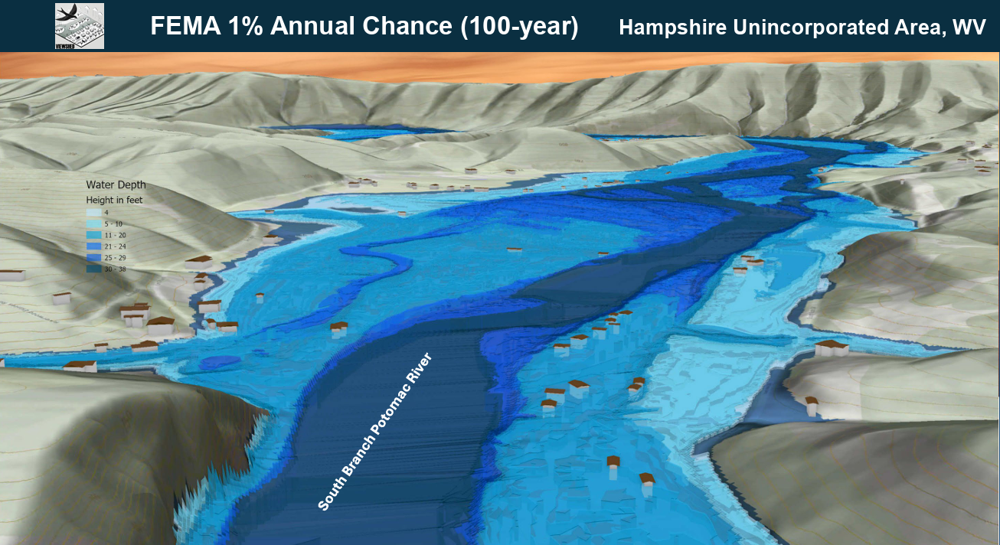 FEMA 1% Annual Chance (100-year)
Hampshire Unincorporated Area, WV
VIEWSHED
Water Depth
Height in feet
4
5 - 10
11 - 20
21 - 24
25 - 29
30 - 38
South Branch Potomac River